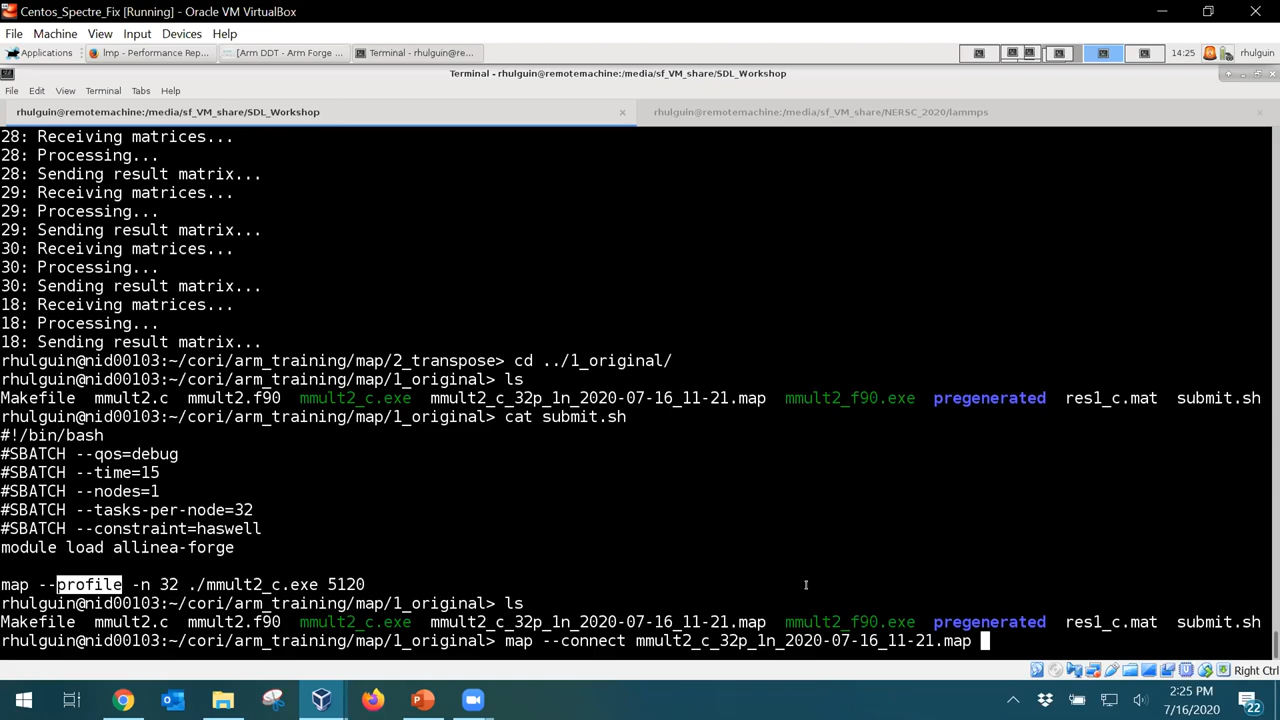 Centos_Spectre_Fix [Running] - Oracle VM VirtualBox
File Machine View Input Devices Help
Applications lmp - Performance Rep... [Arm DDT - Arm Forge ... Terminal - rhulguin@re... 14:25 rhulguin
Terminal - rhulguin@remotemachine:/media/sf_VM_share/SDL_Workshop
File Edit View Terminal Tabs Help
rhulguin@remotemachine:/media/sf_VM_share/SDL_Workshop rhulguin@remotemachine:/media/sf_VM_share/NERSC_2020/lammps
28: Receiving matrices...
28: Processing...
28: Sending result matrix...
29: Receiving matrices...
29: Processing...
29: Sending result matrix...
30: Receiving matrices...
30: Processing...
30: Sending result matrix...
18: Receiving matrices...
18: Processing...
18: Sending result matrix...
rhulguin@nid00103:~/cori/arm_training/map/2_transpose> cd ../1_original/
rhulguin@nid00103:~/cori/arm_training/map/1_original> ls
Makefile mmult2.c mmult2.f90 mmult2_c.exe mmult2_c_32p_1n_2020-07-16_11-21.map mmult2_f90.exe pregenerated res1_c.mat submit.sh
rhulguin@nid00103:~/cori/arm_training/map/1_original> cat submit.sh
#!/bin/bash
#SBATCH --qos=debug
#SBATCH --time=15
#SBATCH --nodes=1
#SBATCH --tasks-per-node=32
#SBATCH --constraint=haswell
module load allinea-forge
map --profile -n 32 ./mmult2_c.exe 5120
rhulguin@nid00103:~/cori/arm_training/map/1_original> ls
Makefile mmult2.c mmult2.f90 mmult2_c.exe mmult2_c_32p_1n_2020-07-16_11-21.map mmult2_f90.exe pregenerated res1_c.mat submit.sh
rhulguin@nid00103:~/cori/arm_training/map/1_original> map --connect mmult2_c_32p_1n_2020-07-16_11-21.map
Right Ctrl
2:25 PM
7/16/2020
22